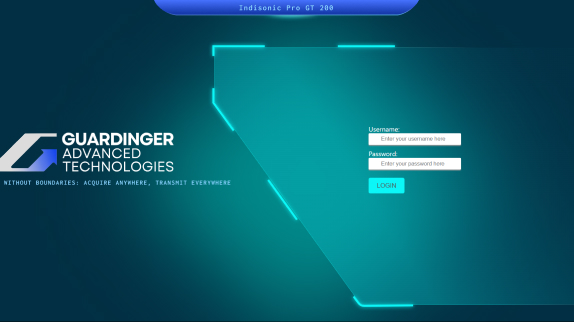 Indisonic Pro GT 200
GUARDINGER
ADVANCED
TECHNOLOGIES
WITHOUT BOUNDARIES: ACQUIRE ANYWHERE, TRANSMIT EVERYWHERE
Username:
Enter your username here
Password:
Enter your password here
LOGIN